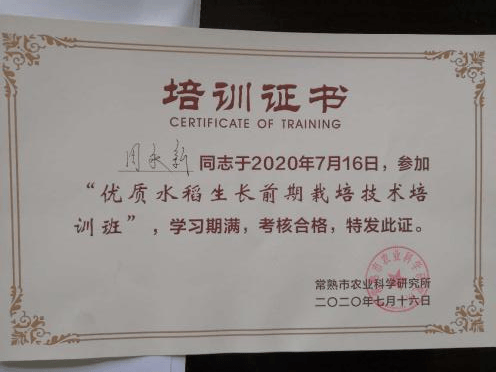 培训证书
CERTIFICATE OF TRAINING
周永新 同志于2020年7月16日，参加
“优质水稻生长前期栽培技术培
训班”，学习期满，考核合格，特发此证。
常熟市农业科学研究所
二〇二〇年七月十六日